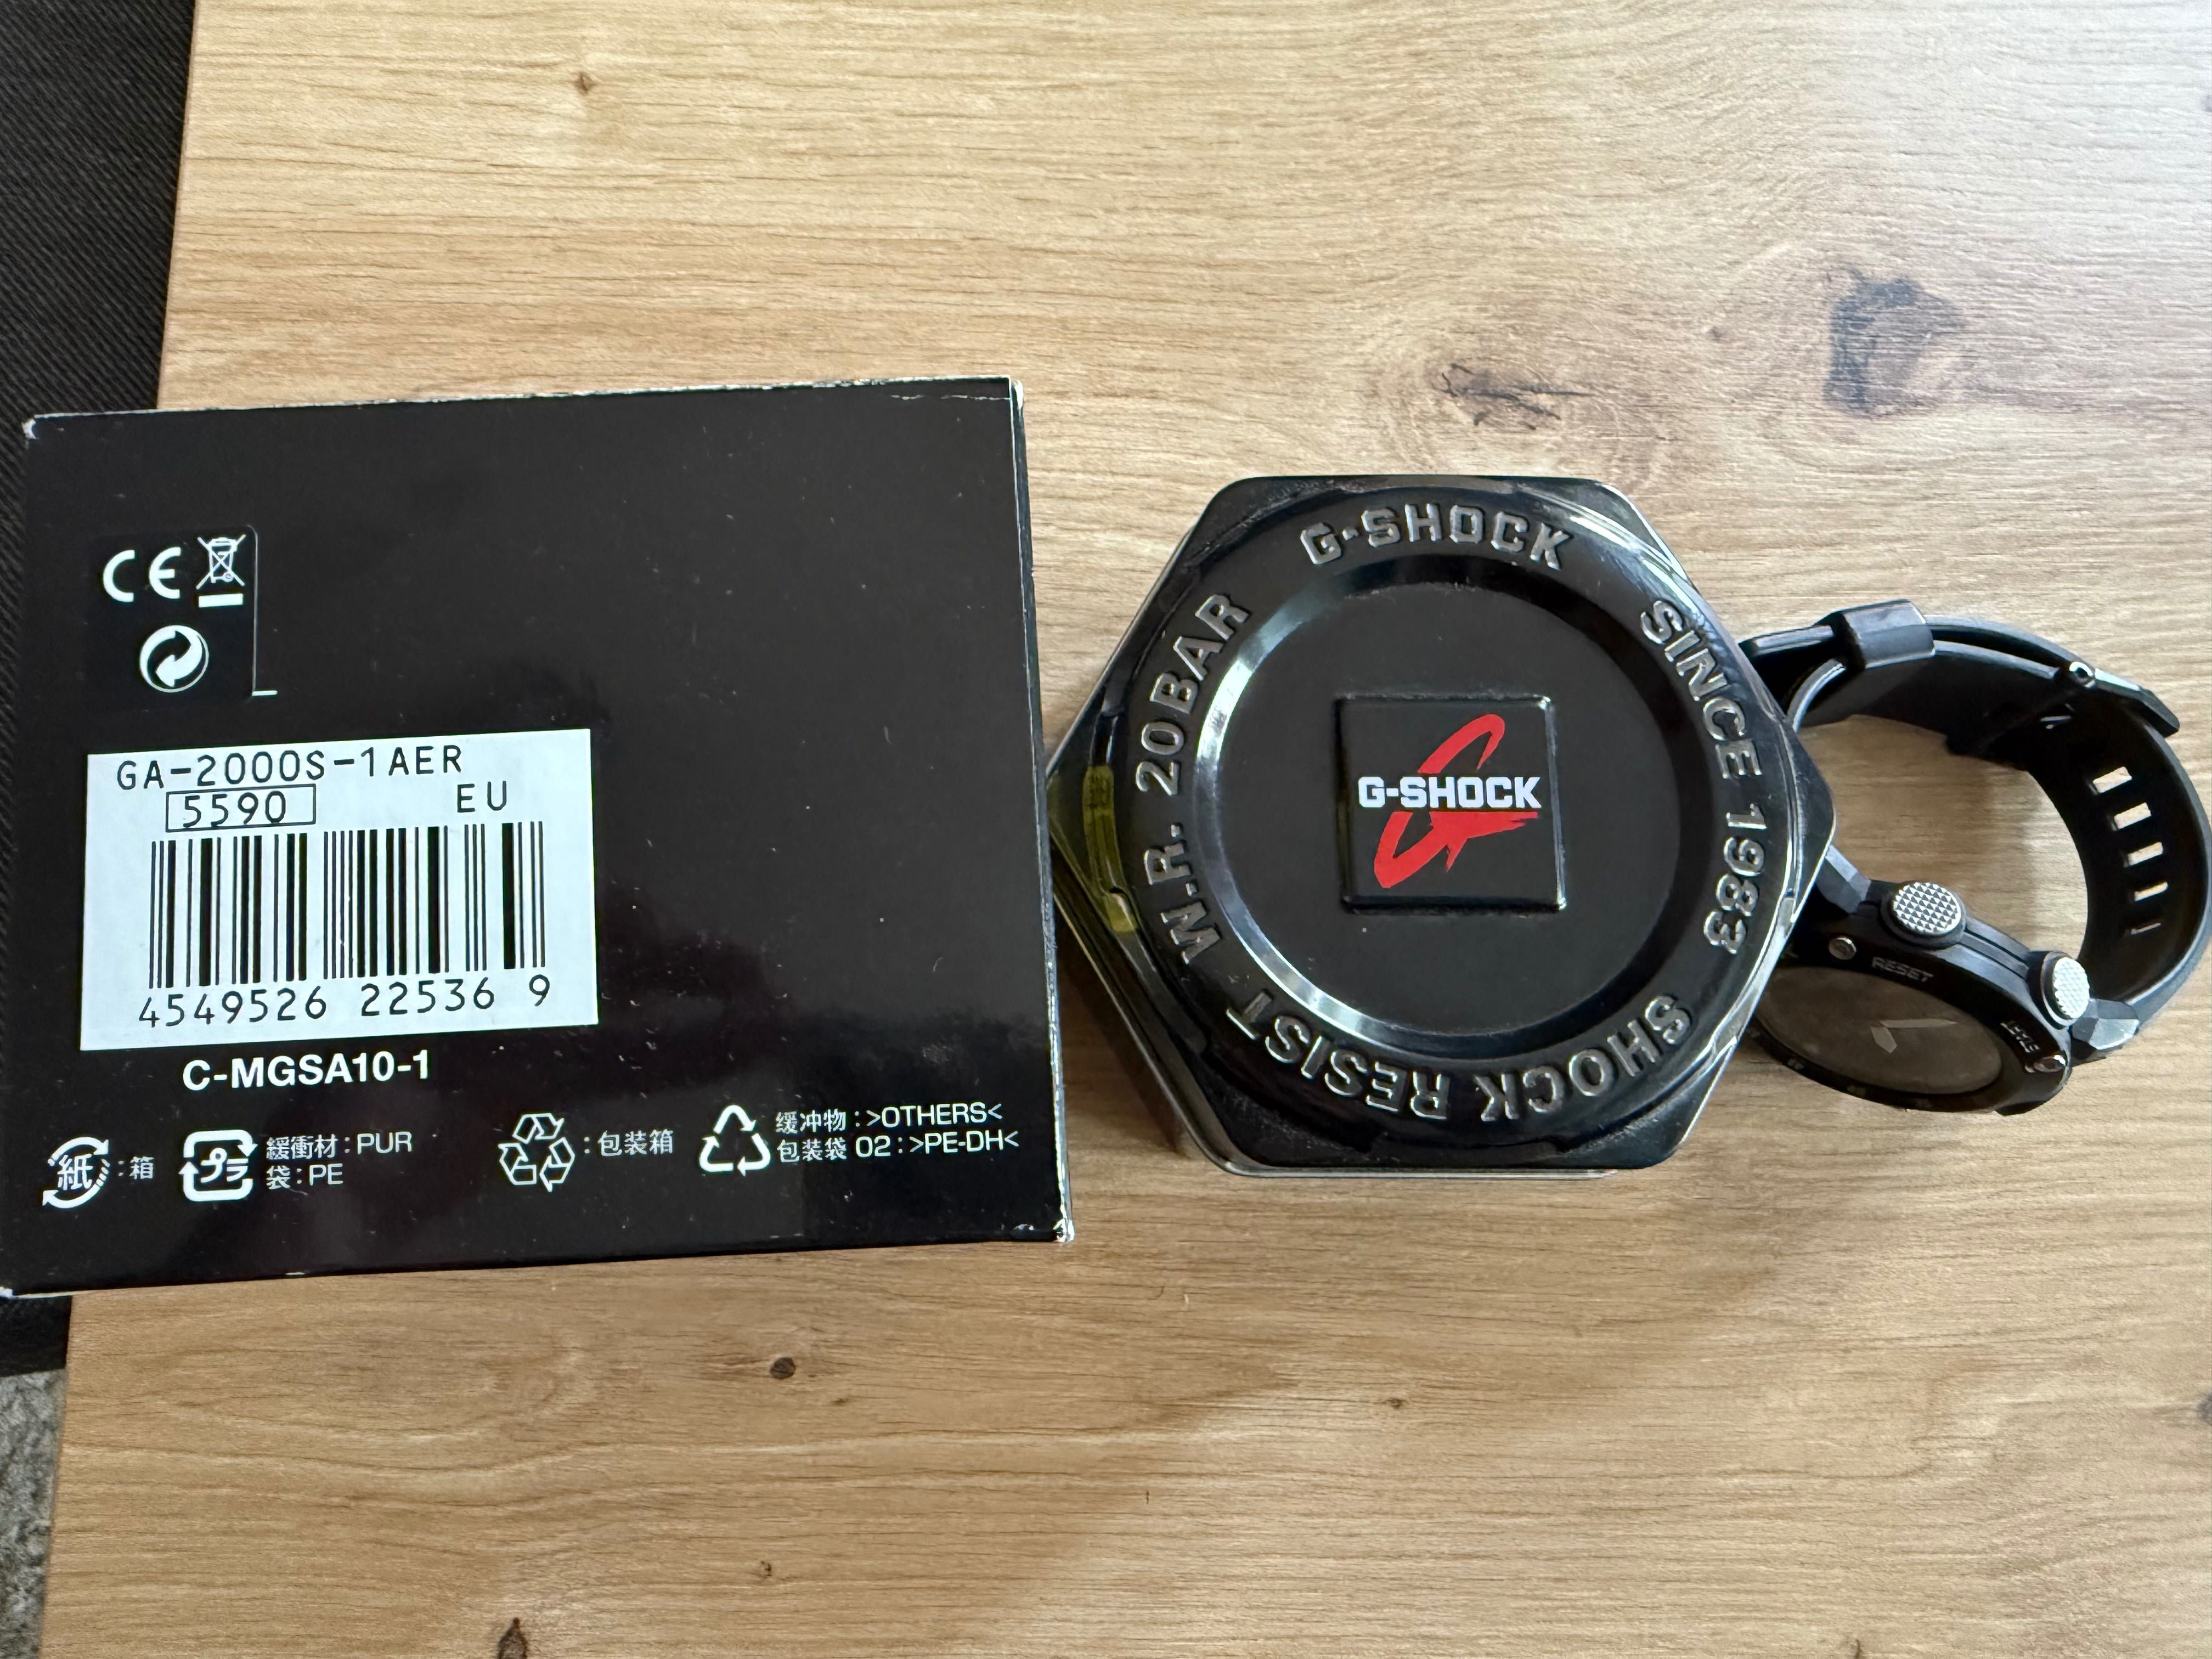 CE
GA-2000S-1AER
5590
EU
4549526 22536 9
C-MGSA10-1
紙
:箱
プラ
緩衝材:PUR
袋:PE
:包装箱
缓冲物:>OTHERS<
包装袋 02:>PE-DH<
G-SHOCK
SINCE 1983
SHOCK RESIST
W.R. 20BAR
G-SHOCK
RESET